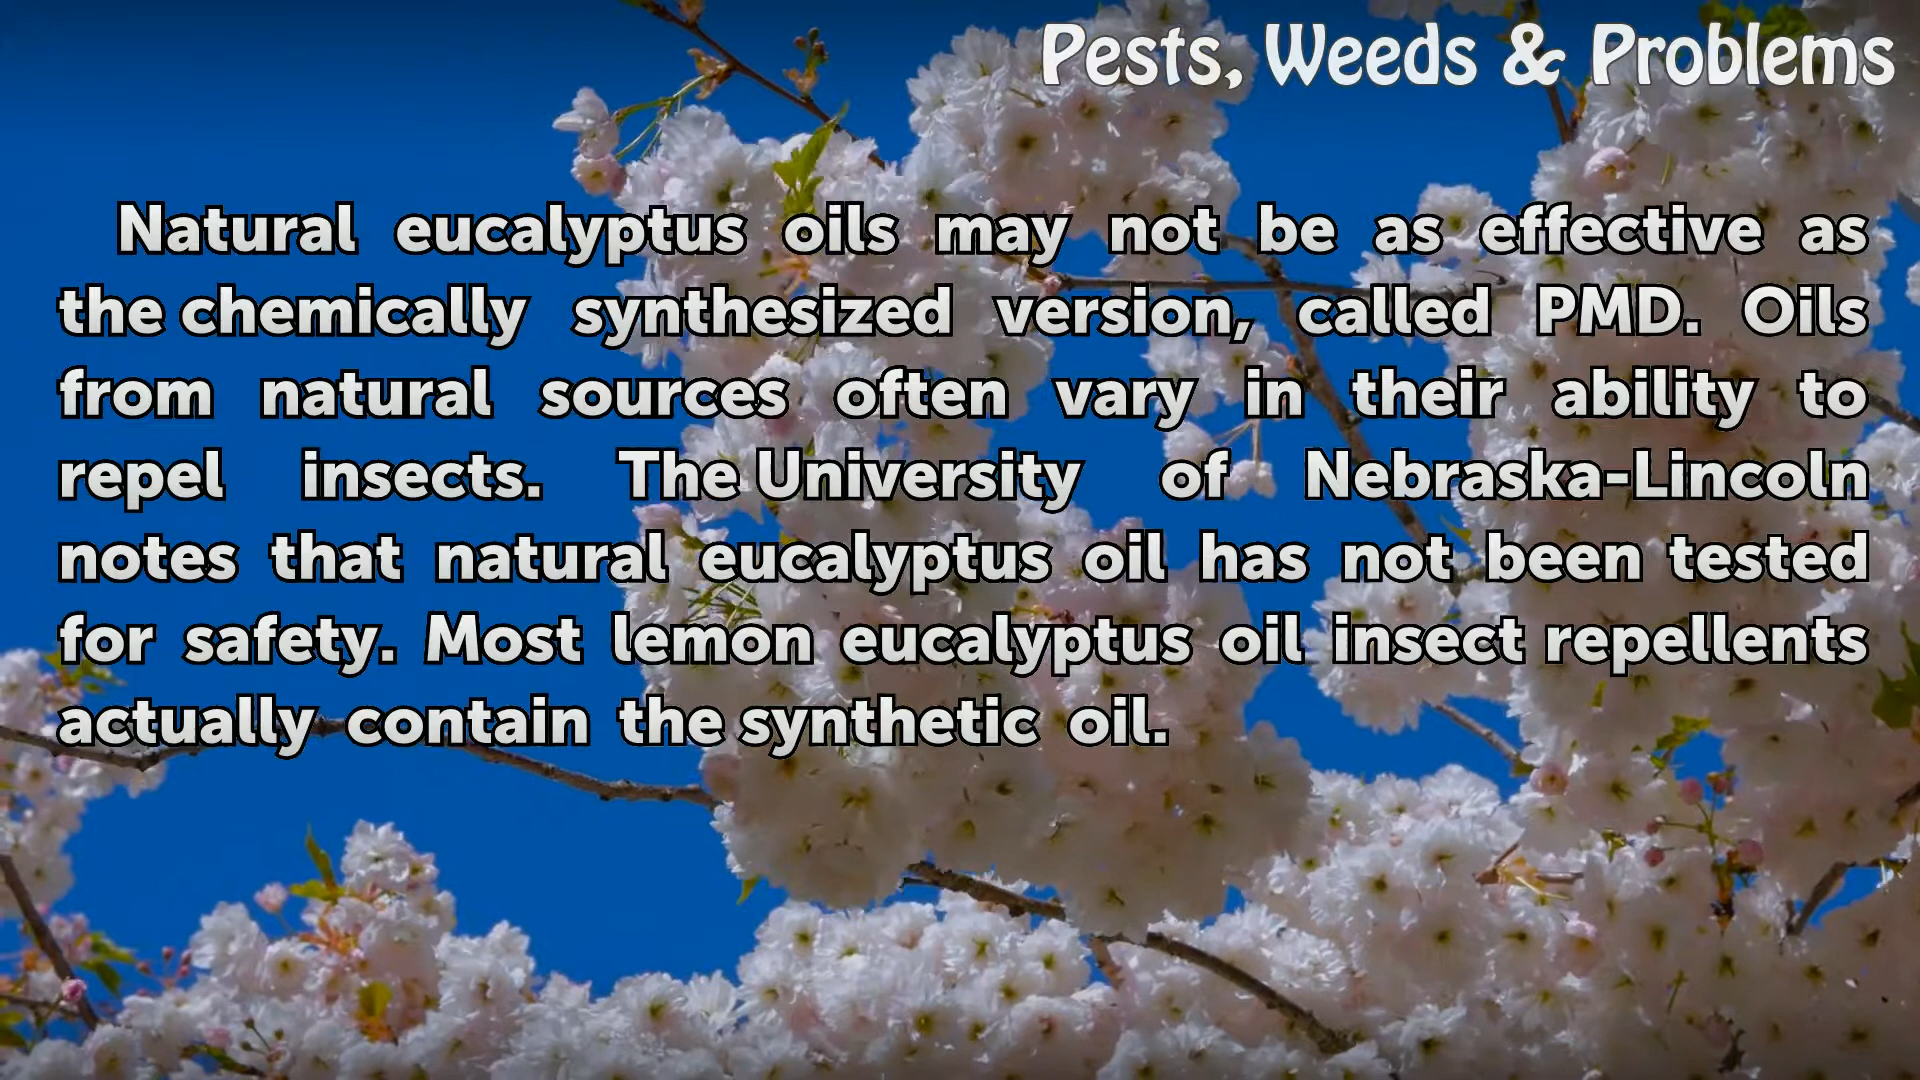 Pests, Weeds & Problems
Natural eucalyptus oils may not be as effective as
the chemically synthesized version, called PMD. Oils
from natural sources often vary in their ability to
repel insects. The University of Nebraska-Lincoln
notes that natural eucalyptus oil has not been tested
for safety. Most lemon eucalyptus oil insect repellents
actually contain the synthetic oil.